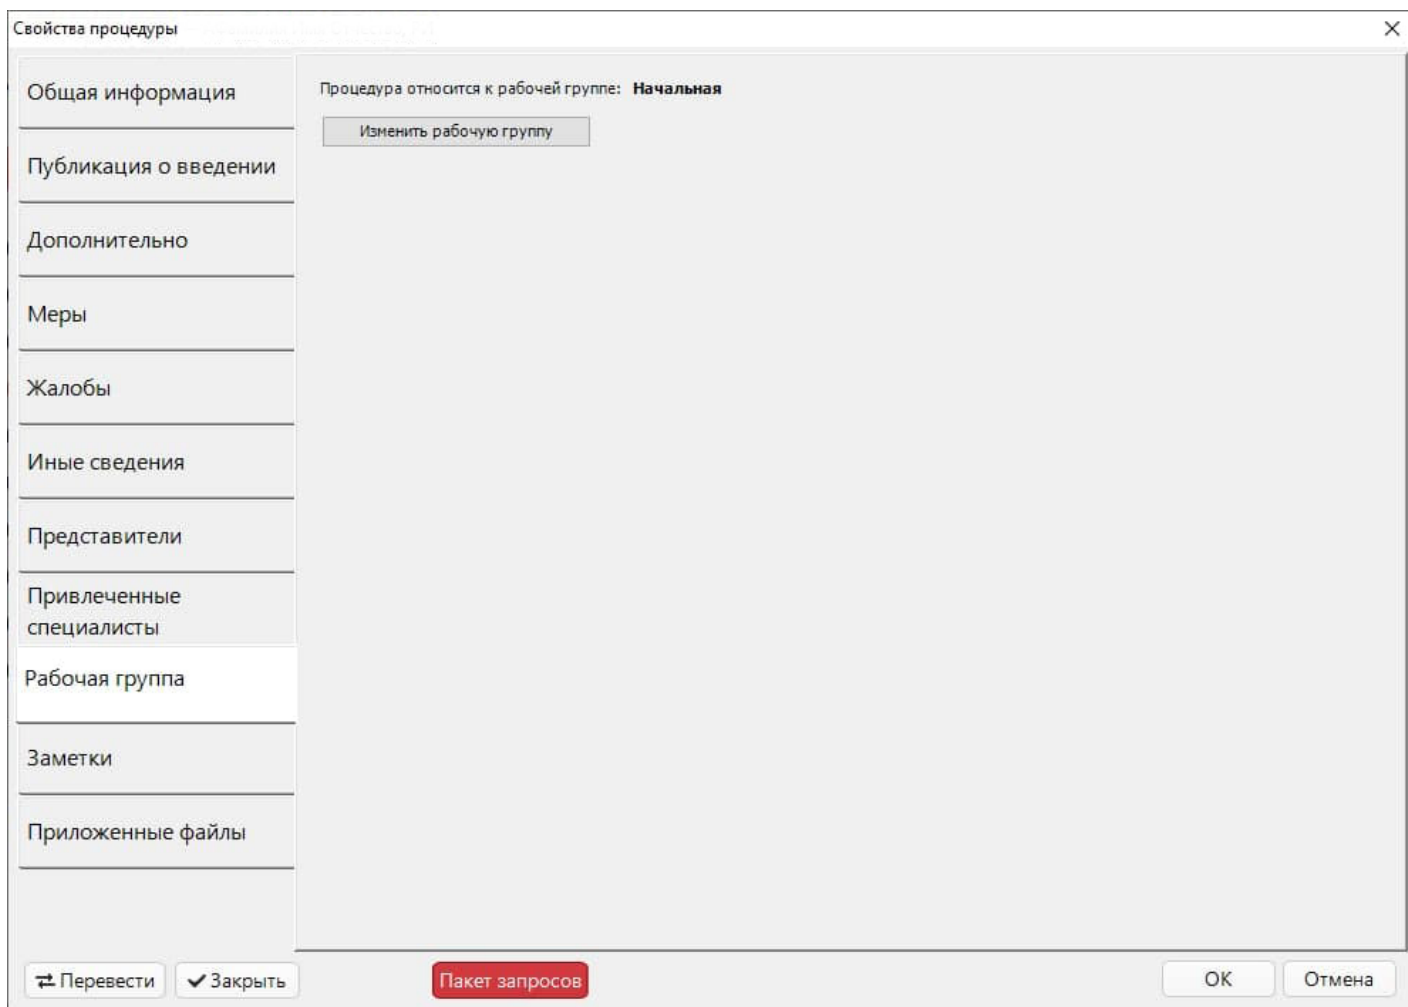 Свойства процедуры
Общая информация
Публикация о введении
Дополнительно
Меры
Жалобы
Иные сведения
Представители
Привлеченные
специалисты
Рабочая группа
Заметки
Приложенные файлы
Процедура относится к рабочей группе: Начальная
Изменить рабочую группу
Перевести
Закрыть
Пакет запросов
ОК
Отмена